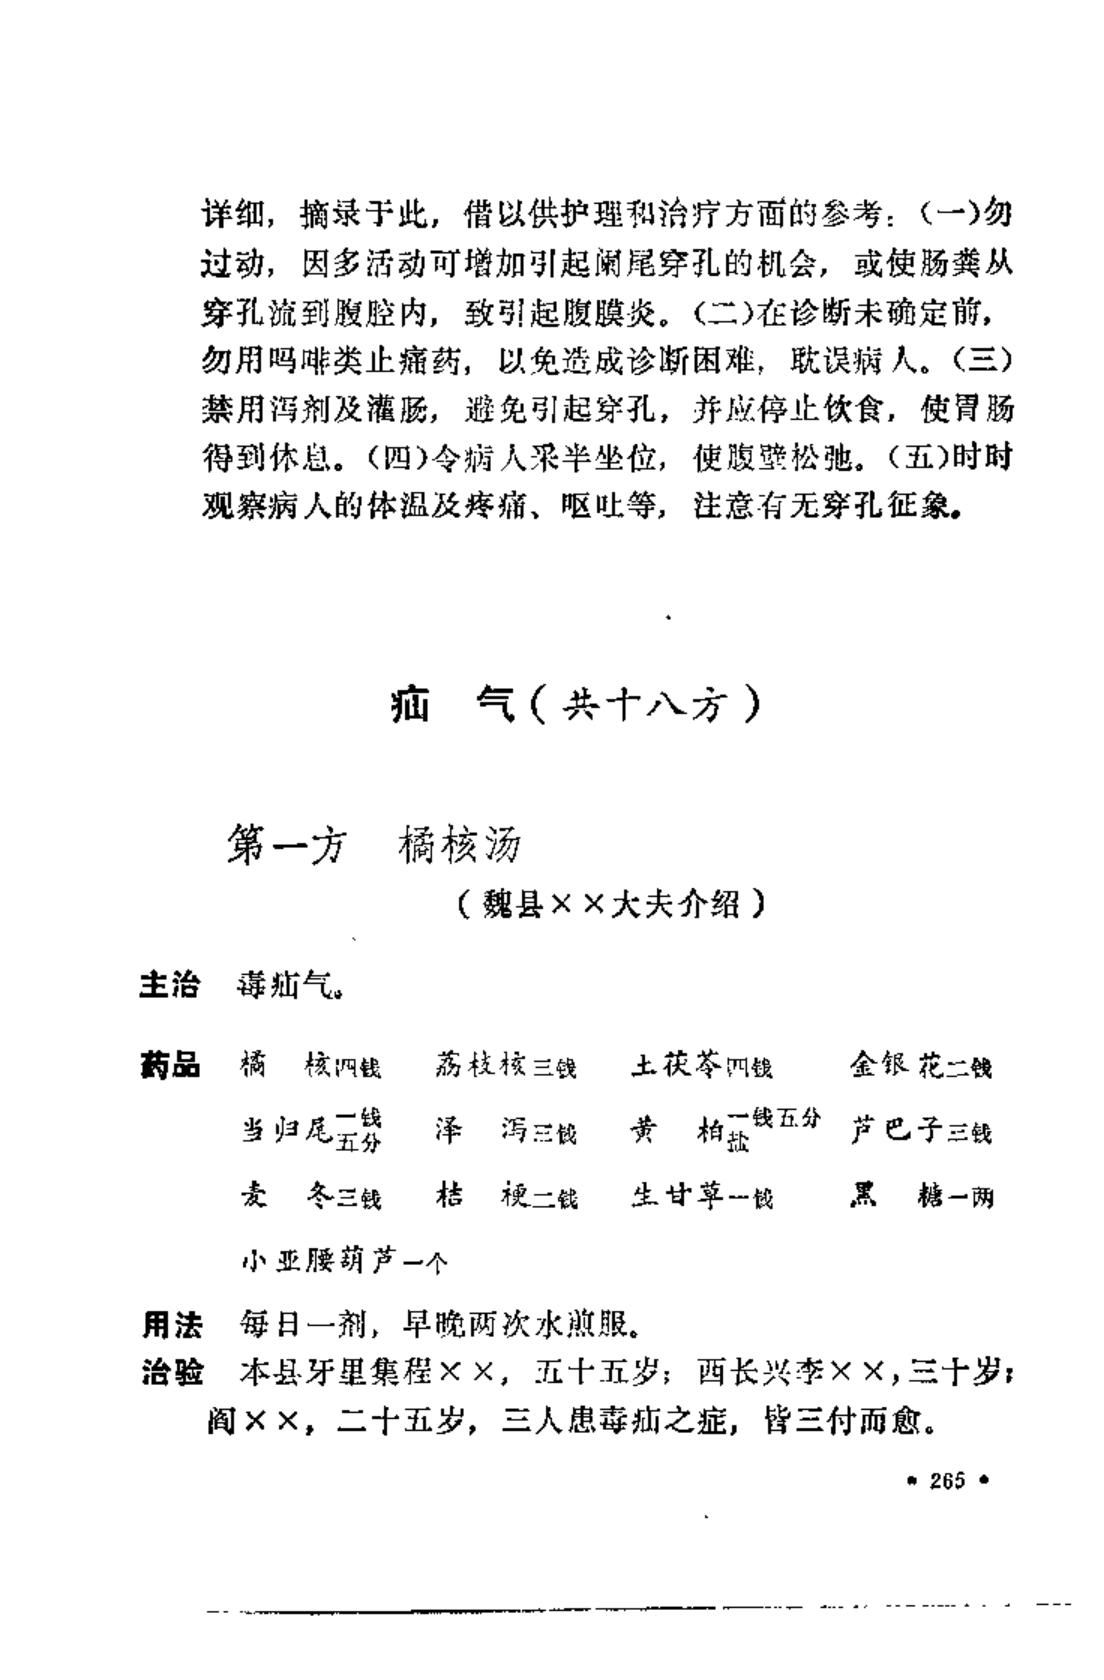 详细，摘录于此，借以供护理和治疗方面的参考：(一)勿
过动，因多活动可增加引起阑尾穿孔的机会，或使肠粪从
穿孔流到腹腔内，致引起腹膜炎。(二)在诊断未确定前，
勿用吗啡类止痛药，以免造成诊断困难，耽误病人。(三)
禁用泻剂及灌肠，避免引起穿孔，并应停止饮食，使胃肠
得到休息。(四)令病人采半坐位，使腹壁松弛。(五)时时
观察病人的体温及疼痛、呕吐等，注意有无穿孔征象。
疝　气(共十八方)
第一方　橘核汤
(魏县××大夫介绍)
主治　毒疝气。
药品　橘　核四钱　荔枝核三钱　土茯苓四钱　金银花二钱
当归尾一钱五分　泽　泻三钱　黄　柏一钱五分盐　芦巴子三钱
麦　冬三钱　桔　梗二钱　生甘草一钱　黑　糖一两
小亚腰葫芦一个
用法　每日一剂，早晚两次水煎服。
治验　本县牙里集程××，五十五岁；西长兴李××，三十岁；
阎××，二十五岁，三人患毒疝之症，皆三付而愈。
• 265 •